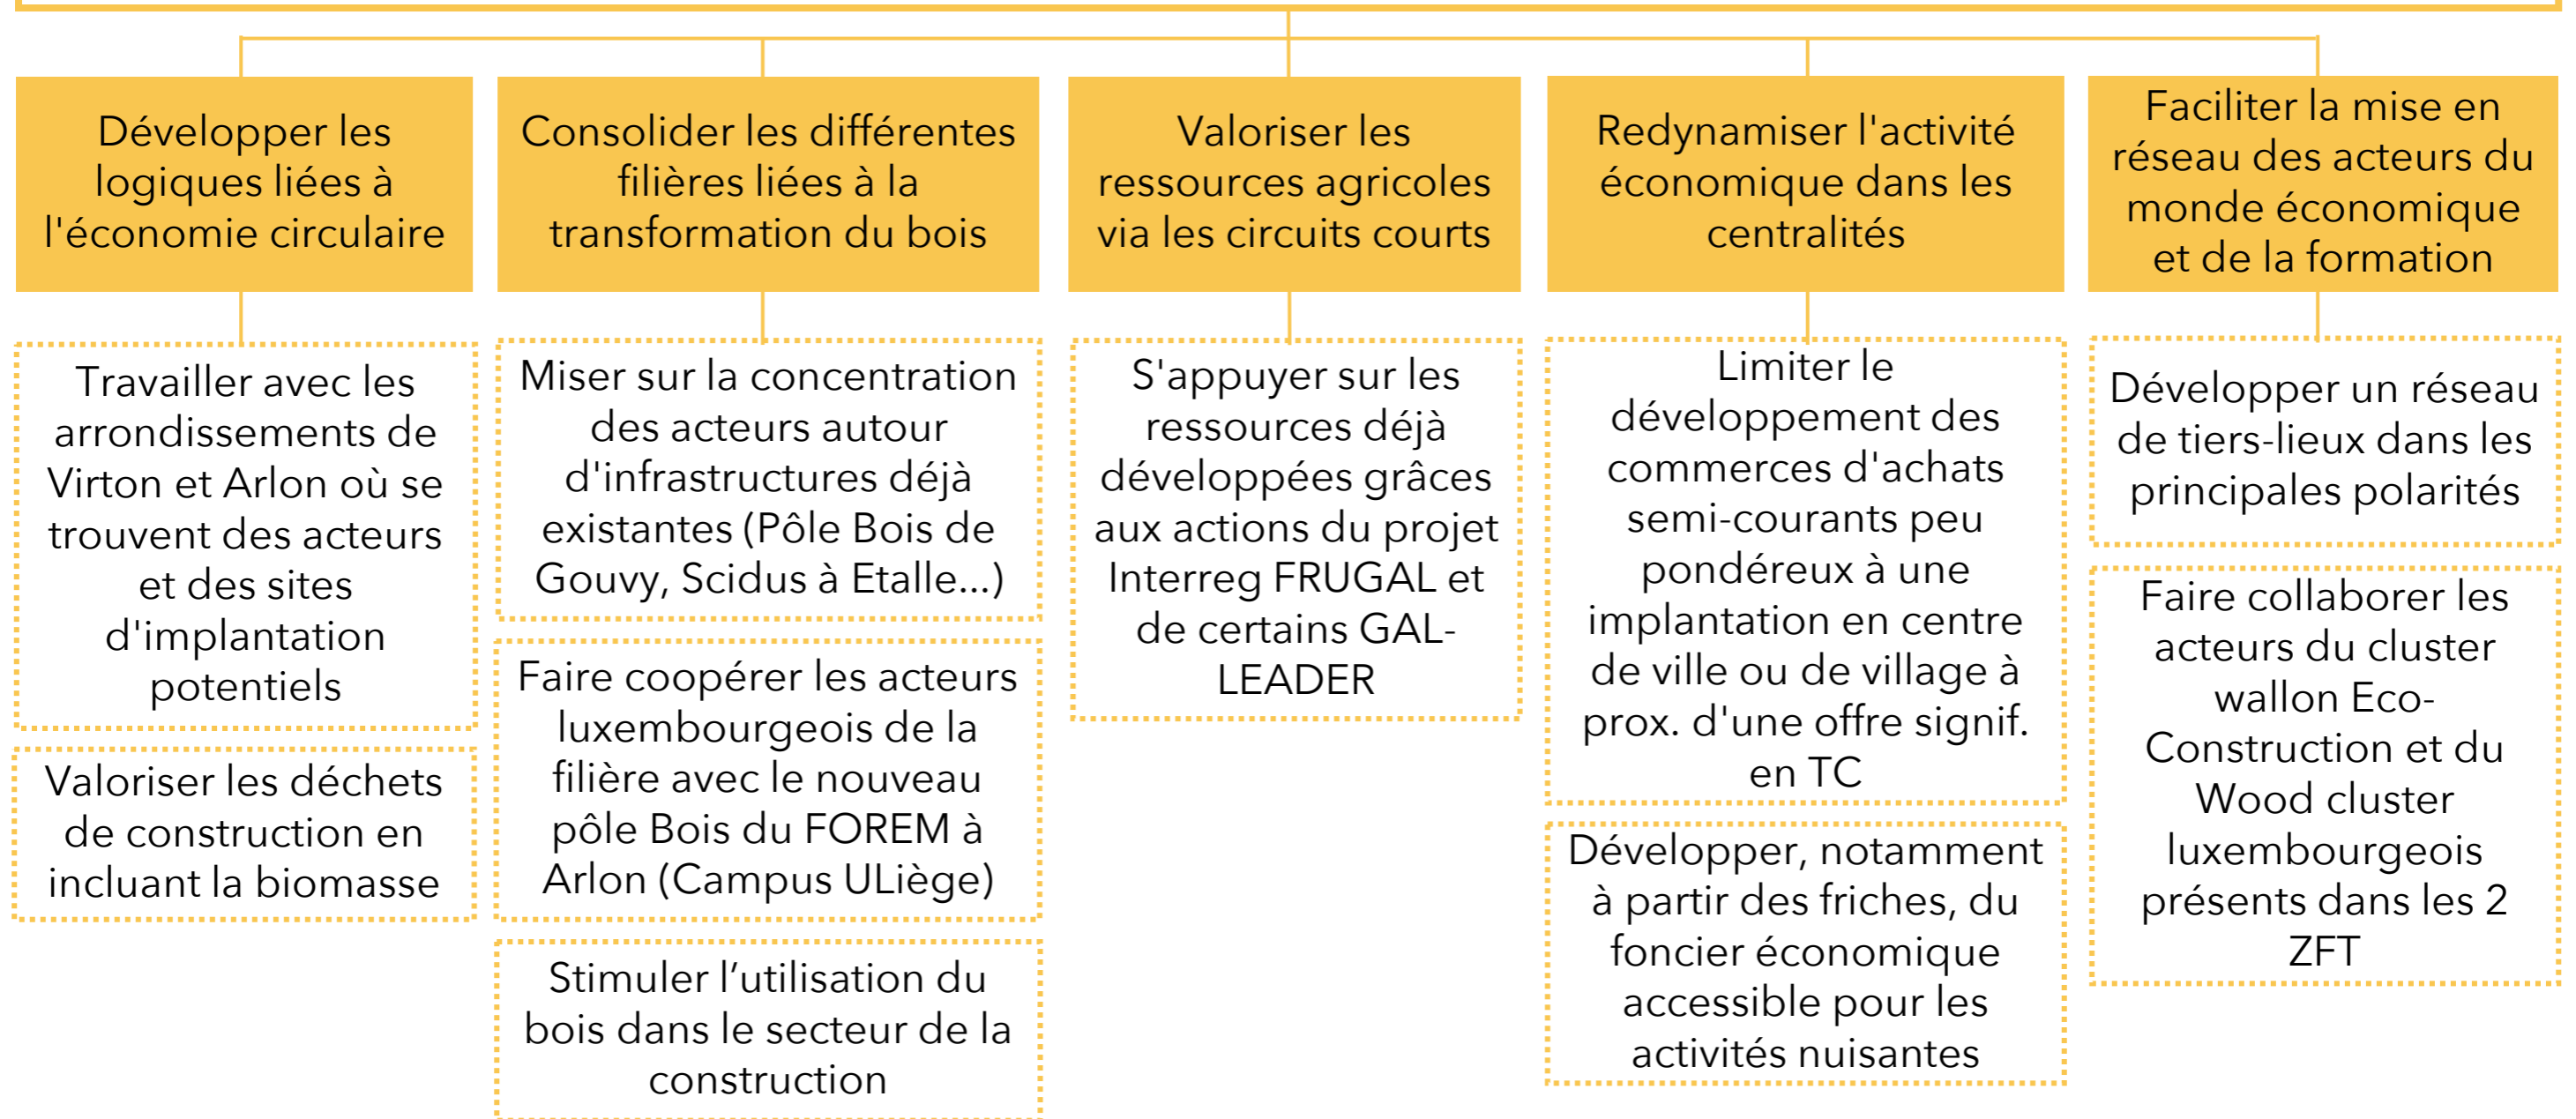 Développer les
logiques liées à
l'économie circulaire
Travailler avec les
arrondissements de
Virton et Arlon où se
trouvent des acteurs
et des sites
d'implantation
potentiels
Valoriser les déchets
de construction en
incluant la biomasse
Consolider les différentes
filières liées à la
transformation du bois
Miser sur la concentration
des acteurs autour
d'infrastructures déjà
existantes (Pôle Bois de
Gouvy, Scidus à Etalle...)
Faire coopérer les acteurs
luxembourgeois de la
filière avec le nouveau
pôle Bois du FOREM à
Arlon (Campus ULiège)
Stimuler l’utilisation du
bois dans le secteur de la
construction
Valoriser les
ressources agricoles
via les circuits courts
S'appuyer sur les
ressources déjà
développées grâces
aux actions du projet
Interreg FRUGAL et
de certains GAL-
LEADER
Redynamiser l'activité
économique dans les
centralités
Limiter le
développement des
commerces d'achats
semi-courants peu
pondéreux à une
implantation en centre
de ville ou de village à
prox. d'une offre signif.
en TC
Développer, notamment
à partir des friches, du
foncier économique
accessible pour les
activités nuisantes
Faciliter la mise en
réseau des acteurs du
monde économique
et de la formation
Développer un réseau
de tiers-lieux dans les
principales polarités
Faire collaborer les
acteurs du cluster
wallon Eco-
Construction et du
Wood cluster
luxembourgeois
présents dans les 2
ZFT